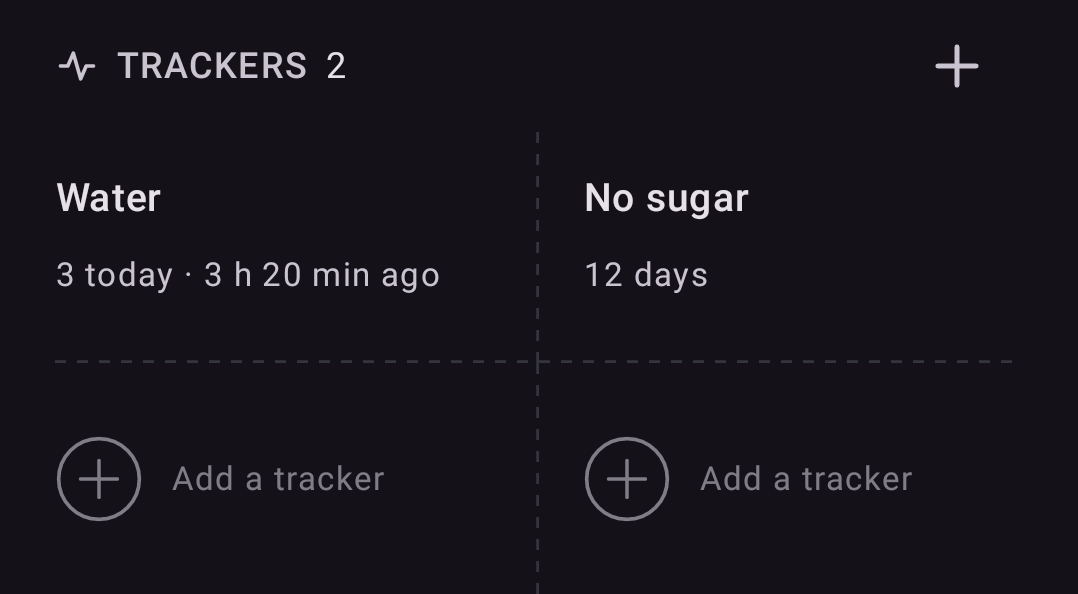 TRACKERS 2
Water
3 today · 3 h 20 min ago
No sugar
12 days
Add a tracker
Add a tracker